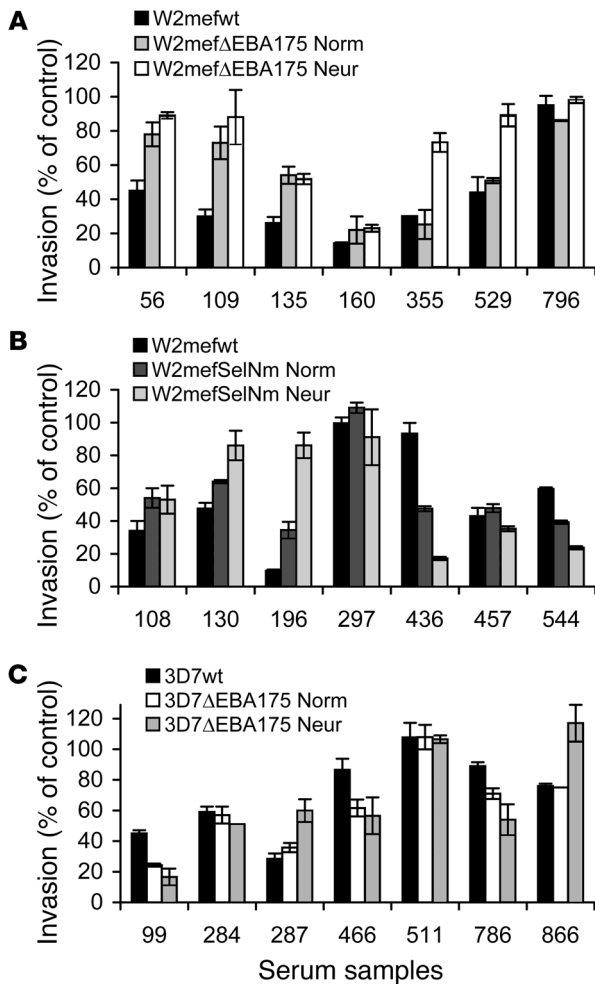 A
W2mefwt
W2mefΔEBA175 Norm
W2mefΔEBA175 Neur
Invasion (% of control)
100
80
60
40
20
0
56 109 135 160 355 529 796
B
W2mefwt
W2mefSelNm Norm
W2mefSelNm Neur
Invasion (% of control)
120
100
80
60
40
20
0
108 130 196 297 436 457 544
C
3D7wt
3D7ΔEBA175 Norm
3D7ΔEBA175 Neur
Invasion (% of control)
120
100
80
60
40
20
0
99 284 287 466 511 786 866
Serum samples